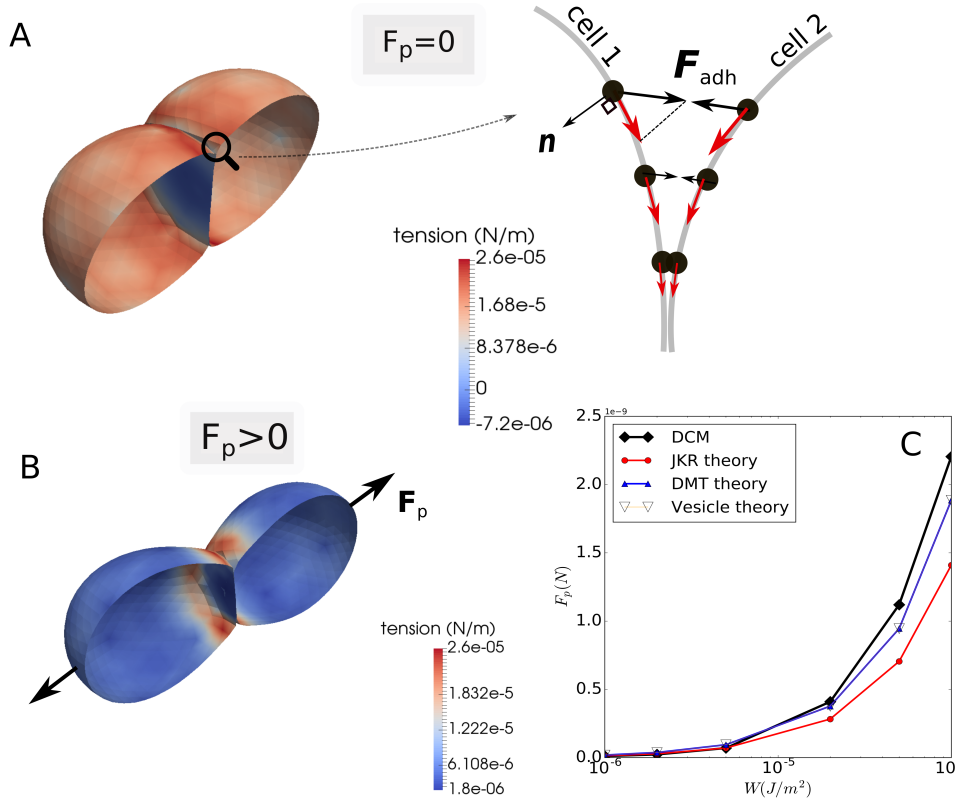 A
Fp=0
cell 1
cell 2
Fadh
n
tension (N/m)
2.6e-05
1.68e-5
8.378e-6
0
-7.2e-06
Fp>0
B
Fp
tension (N/m)
2.6e-05
1.832e-5
1.222e-5
6.108e-6
1.8e-06
1e-9
C
DCM
JKR theory
DMT theory
Vesicle theory
2.5
2.0
1.5
1.0
0.5
0.0
Fp(N)
10-6
10-5
10
W(J/m2)